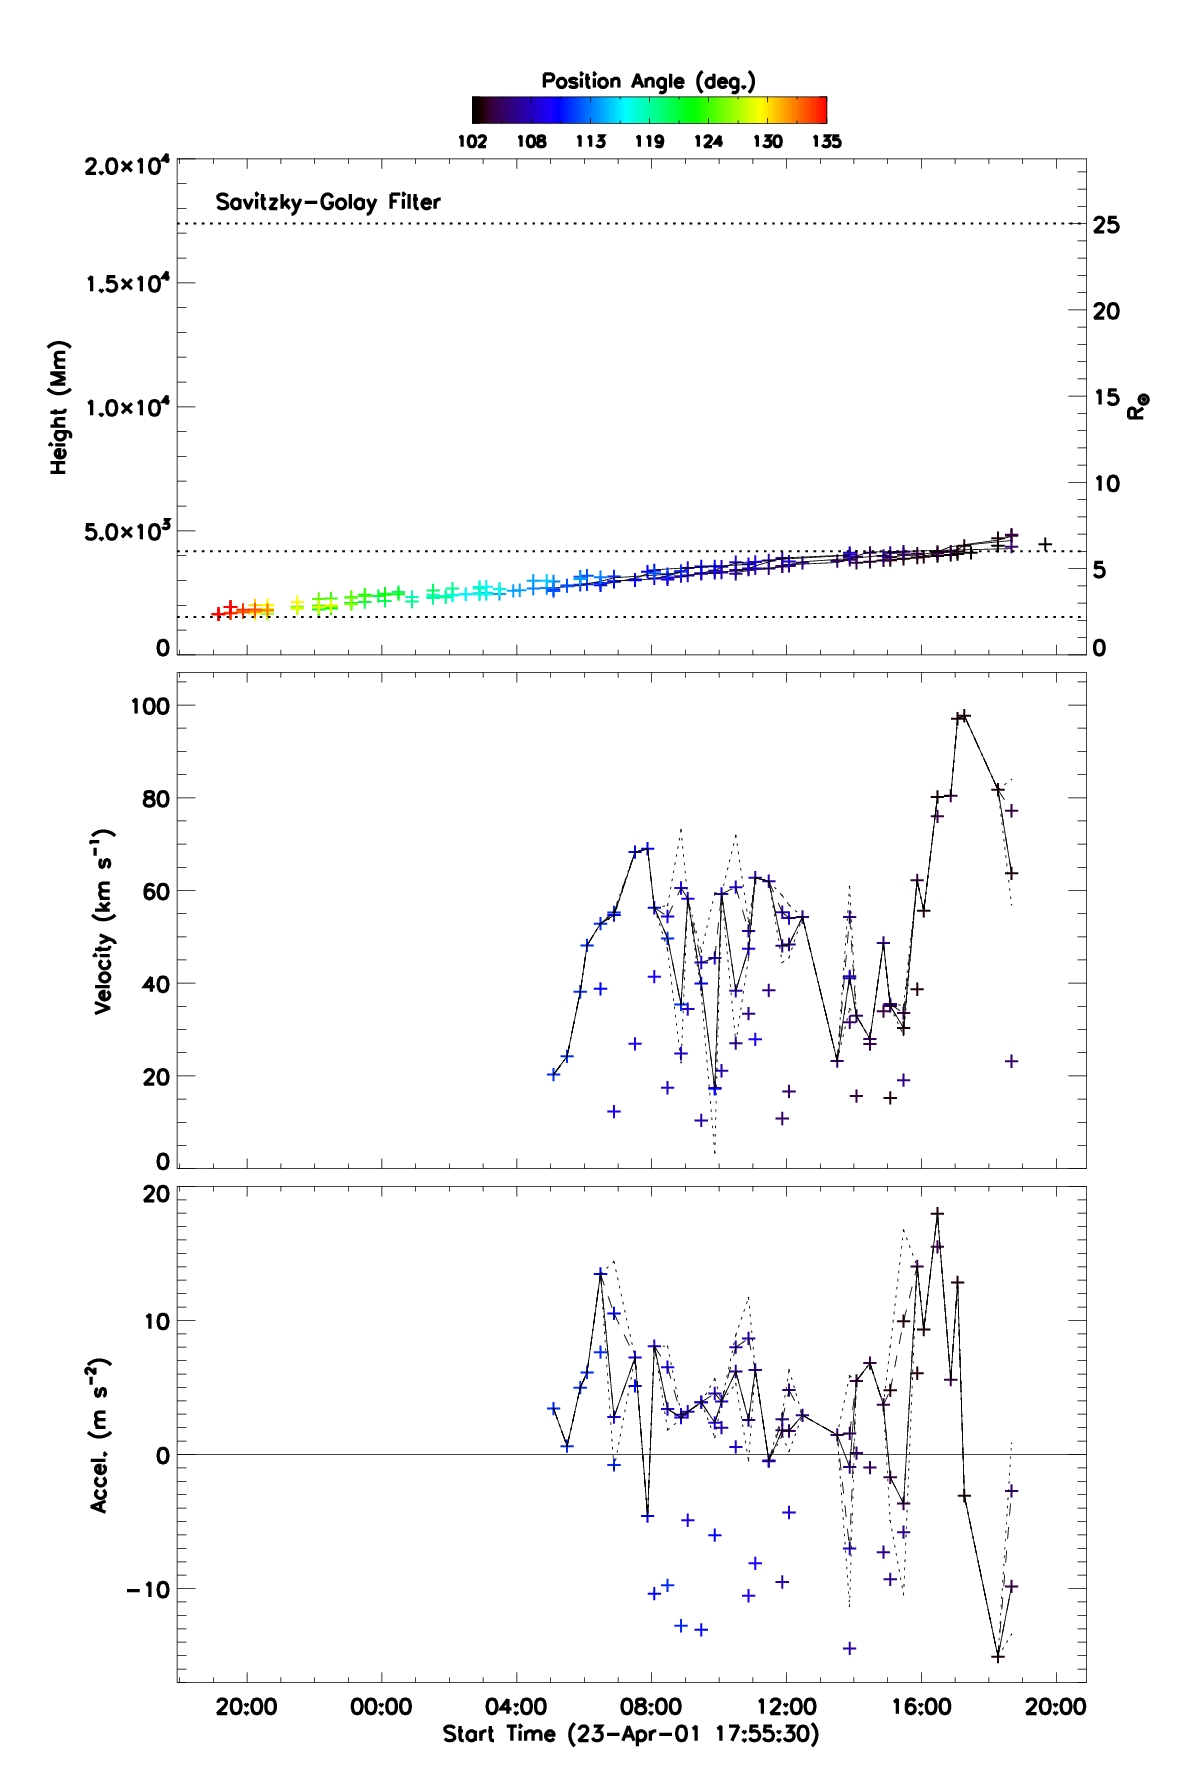 Position Angle (deg.)
102 108 113 119 124 130 135
Savitzky-Golay Filter
2.0×10⁴
1.5×10⁴
1.0×10⁴
5.0×10³
0
Height (Mm)
25
20
15
10
5
0
R⊙
100
80
60
40
20
0
Velocity (km s⁻¹)
20
10
0
-10
Accel. (m s⁻²)
20:00 00:00 04:00 08:00 12:00 16:00 20:00
Start Time (23-Apr-01 17:55:30)